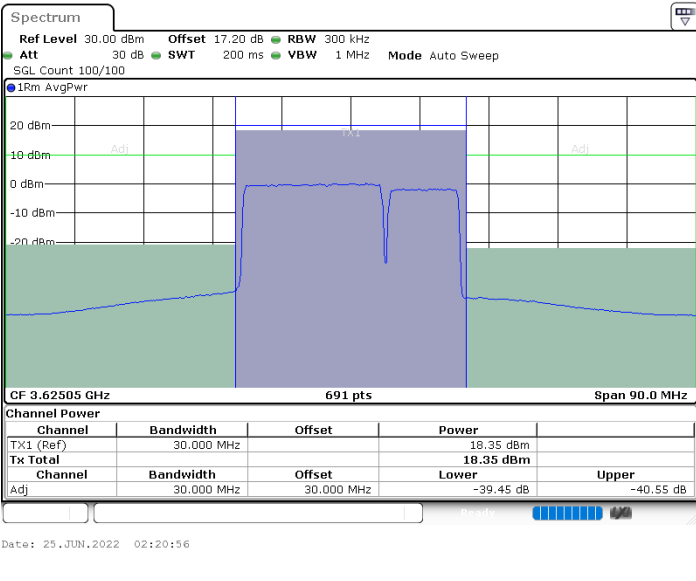 Spectrum
Ref Level 30.00 dBm Offset 17.20 dB RBW 300 kHz
Att 30 dB SWT 200 ms VBW 1 MHz Mode Auto Sweep
SGL Count 100/100
1Rm AvgPwr
20 dBm
TX1
Adj Adj
10 dBm
0 dBm
-10 dBm
-20 dBm
CF 3.62505 GHz 691 pts Span 90.0 MHz
Channel Power
Channel Bandwidth Offset Power
TX1 (Ref) 30.000 MHz 18.35 dBm
Tx Total 18.35 dBm
Channel Bandwidth Offset Lower Upper
Adj 30.000 MHz 30.000 MHz -39.45 dB -40.55 dB
Ready
Date: 25.JUN.2022 02:20:56